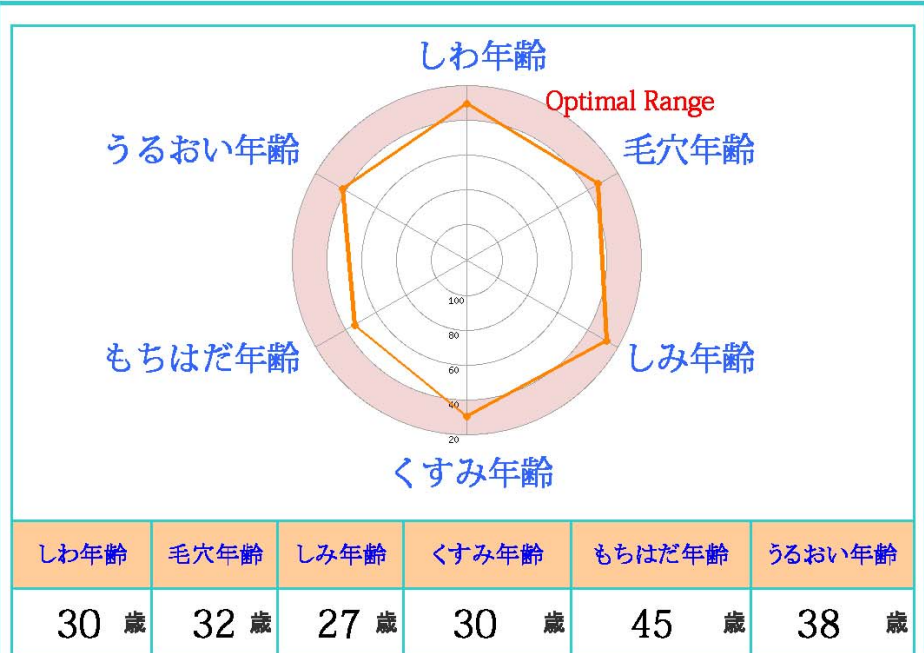 しわ年齢
Optimal Range
うるおい年齢
毛穴年齢
100
80
60
40
20
もちはだ年齢
しみ年齢
くすみ年齢
しわ年齢 毛穴年齢 しみ年齢 くすみ年齢 もちはだ年齢 うるおい年齢
30 歳 32 歳 27 歳 30 歳 45 歳 38 歳